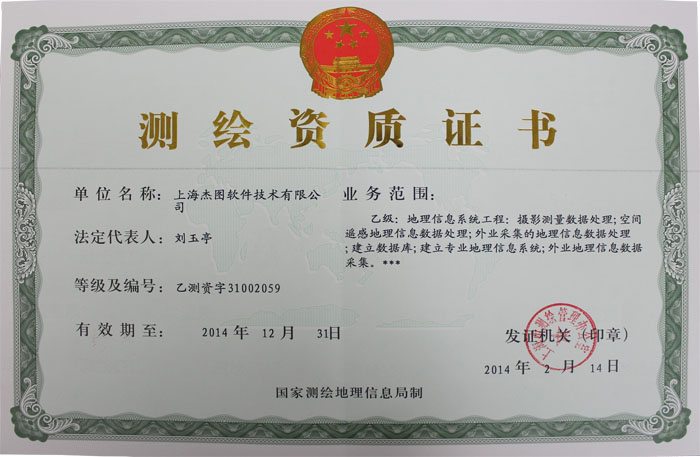 测绘资质证书
单位名称：上海杰图软件技术有限公
司
法定代表人：刘玉亭
等级及编号：乙测资字31002059
有效期至：2014年12月31日
业务范围：
乙级：地理信息系统工程：摄影测量数据处理;空间
遥感地理信息数据处理;外业采集的地理信息数据处理
;建立数据库;建立专业地理信息系统;外业地理信息数据
采集。***
发证机关（印章）
2014年2月14日
国家测绘地理信息局制